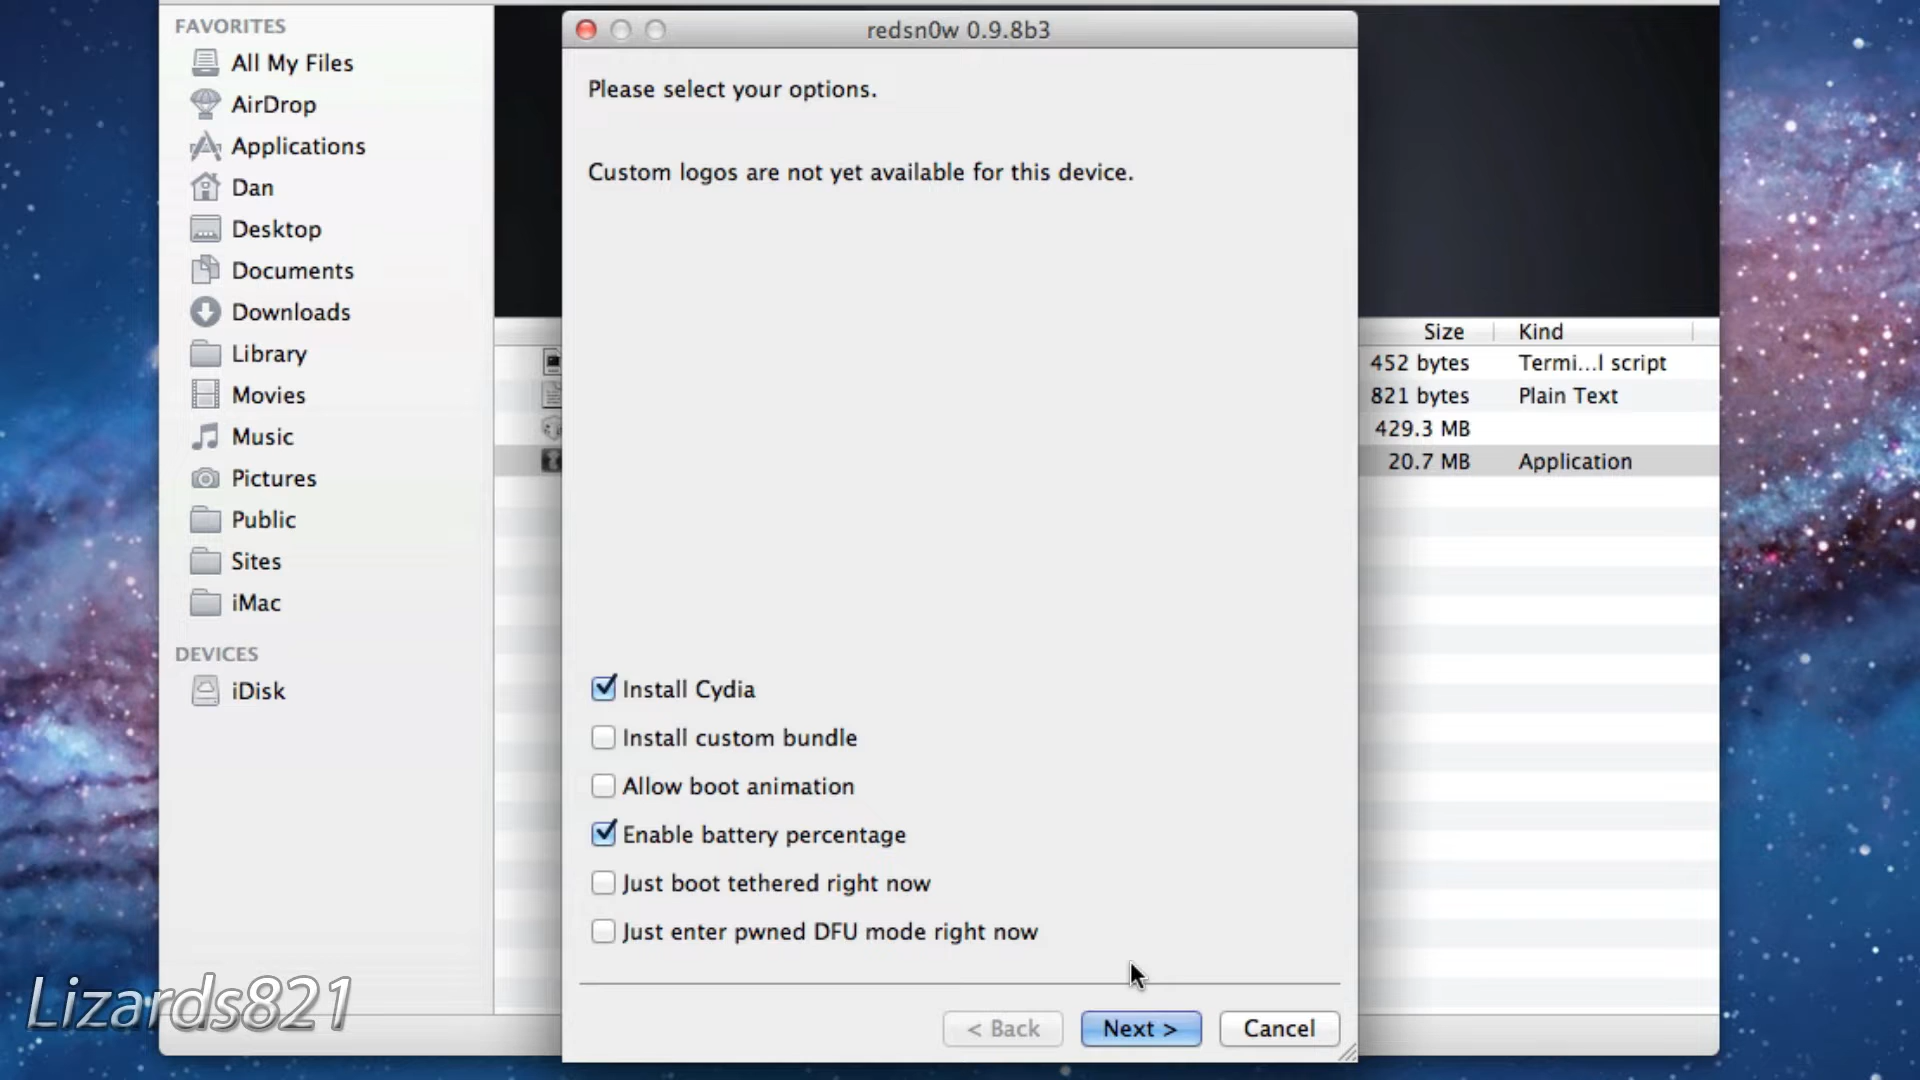 FAVORITES
All My Files
AirDrop
Applications
Dan
Desktop
Documents
Downloads
Library
Movies
Music
Pictures
Public
Sites
iMac
DEVICES
iDisk
redsn0w 0.9.8b3
Please select your options.
Custom logos are not yet available for this device.
Install Cydia
Install custom bundle
Allow boot animation
Enable battery percentage
Just boot tethered right now
Just enter pwned DFU mode right now
< Back
Next >
Cancel
Size Kind
452 bytes Termi...l script
821 bytes Plain Text
429.3 MB
20.7 MB Application
Lizards821